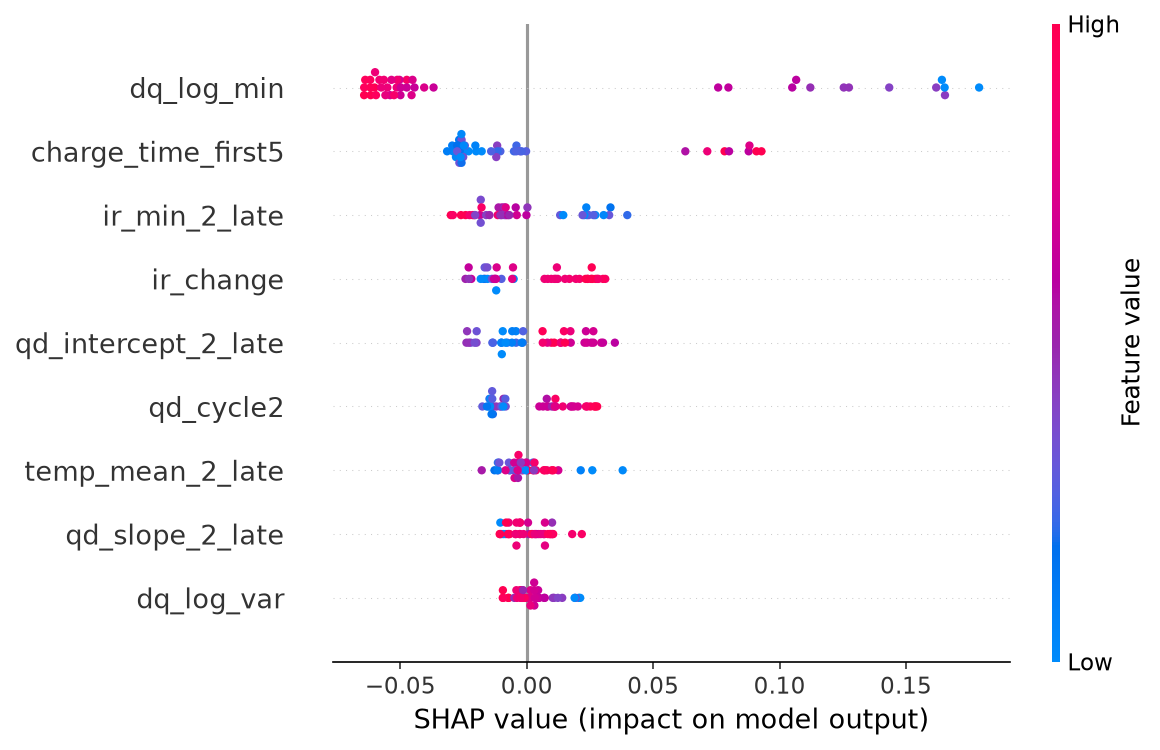 High
dq_log_min
charge_time_first5
ir_min_2_late
ir_change
qd_intercept_2_late
qd_cycle2
temp_mean_2_late
qd_slope_2_late
dq_log_var
Feature value
Low
−0.05 0.00 0.05 0.10 0.15
SHAP value (impact on model output)